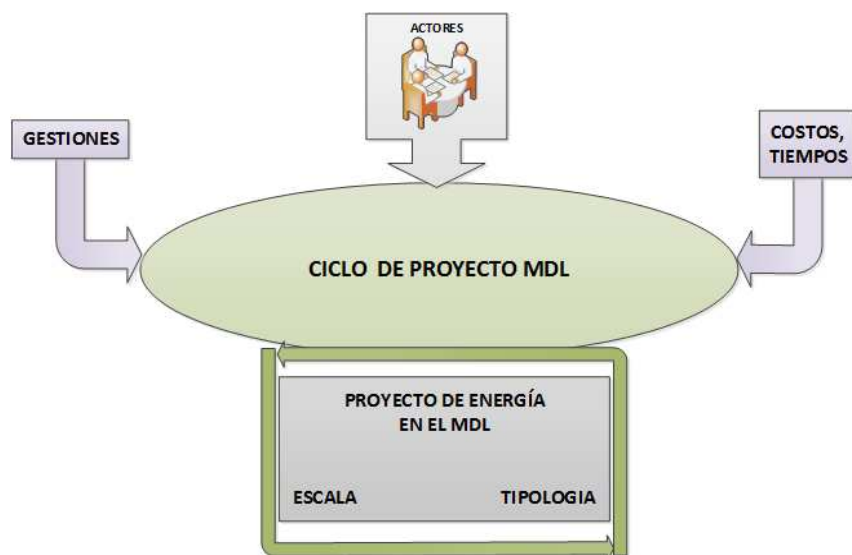 ACTORES
GESTIONES
COSTOS,
TIEMPOS
CICLO DE PROYECTO MDL
PROYECTO DE ENERGÍA
EN EL MDL
ESCALA
TIPOLOGIA